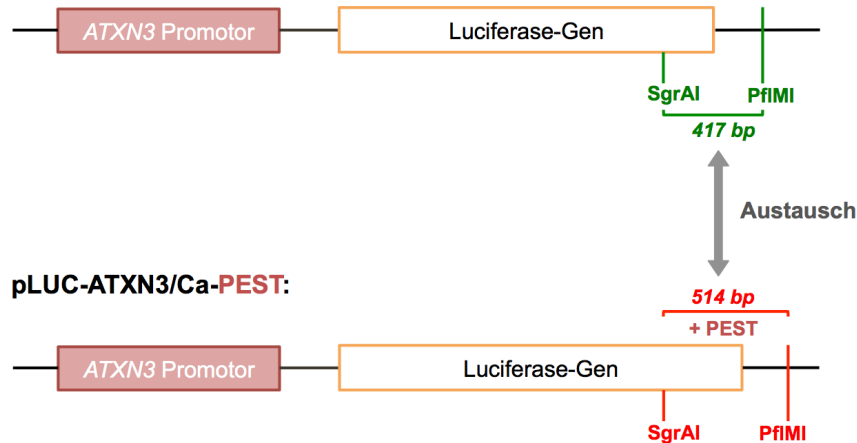 ATXN3 Promotor
Luciferase-Gen
SgrAI
PflMI
417 bp
Austausch
pLUC-ATXN3/Ca-PEST:
514 bp
+ PEST
ATXN3 Promotor
Luciferase-Gen
SgrAI
PflMI